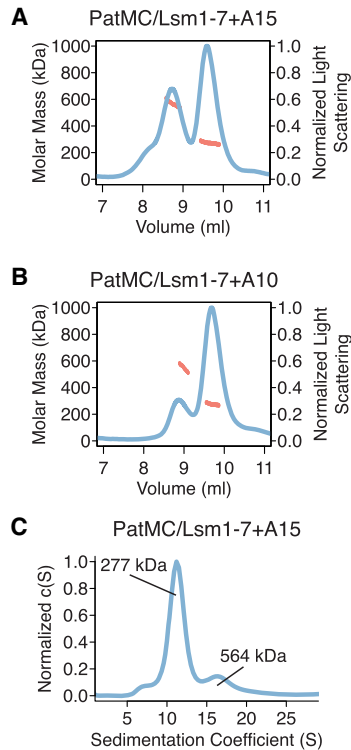 A
PatMC/Lsm1-7+A15
Molar Mass (kDa)
1000
800
600
400
200
0
1.0
0.8
0.6
0.4
0.2
0.0
Normalized Light
Scattering
7 8 9 10 11
Volume (ml)
B
PatMC/Lsm1-7+A10
Molar Mass (kDa)
1000
800
600
400
200
0
1.0
0.8
0.6
0.4
0.2
0.0
Normalized Light
Scattering
7 8 9 10 11
Volume (ml)
C
PatMC/Lsm1-7+A15
Normalized c(S)
1.0
0.8
0.6
0.4
0.2
0.0
277 kDa
564 kDa
5 10 15 20 25
Sedimentation Coefficient (S)